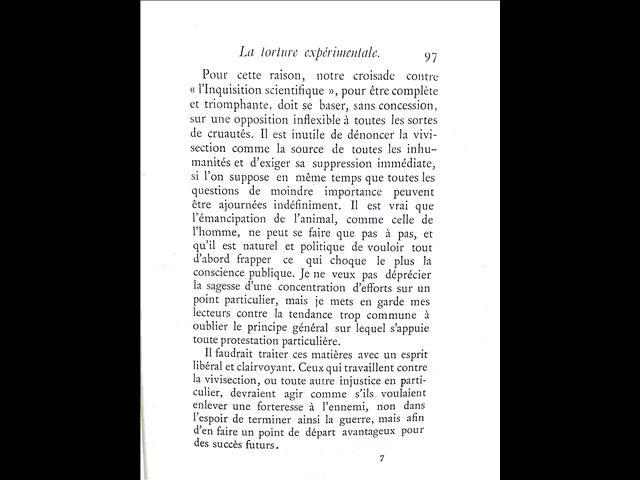 La torture expérimentale. 97
Pour cette raison, notre croisade contre
« l'Inquisition scientifique », pour être complète
et triomphante, doit se baser, sans concession,
sur une opposition inflexible à toutes les sortes
de cruautés. Il est inutile de dénoncer la vivi-
section comme la source de toutes les inhu-
manités et d'exiger sa suppression immédiate,
si l'on suppose en même temps que toutes les
questions de moindre importance peuvent
être ajournées indéfiniment. Il est vrai que
l'émancipation de l'animal, comme celle de
l'homme, ne peut se faire que pas à pas, et
qu'il est naturel et politique de vouloir tout
d'abord frapper ce qui choque le plus la
conscience publique. Je ne veux pas déprécier
la sagesse d'une concentration d'efforts sur un
point particulier, mais je mets en garde mes
lecteurs contre la tendance trop commune à
oublier le principe général sur lequel s'appuie
toute protestation particulière.
Il faudrait traiter ces matières avec un esprit
libéral et clairvoyant. Ceux qui travaillent contre
la vivisection, ou toute autre injustice en parti-
culier, devraient agir comme s'ils voulaient
enlever une forteresse à l'ennemi, non dans
l'espoir de terminer ainsi la guerre, mais afin
d'en faire un point de départ avantageux pour
des succès futurs.
7